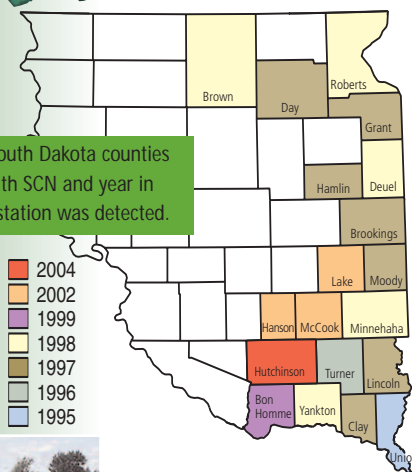 Brown
Roberts
Day
Grant
outh Dakota counties
th SCN and year in
station was detected.
Hamlin
Deuel
Brookings
2004
2002
1999
1998
1997
1996
1995
Lake
Moody
Hanson
McCook
Minnehaha
Hutchinson
Turner
Lincoln
Bon
Homme
Yankton
Clay
Unio